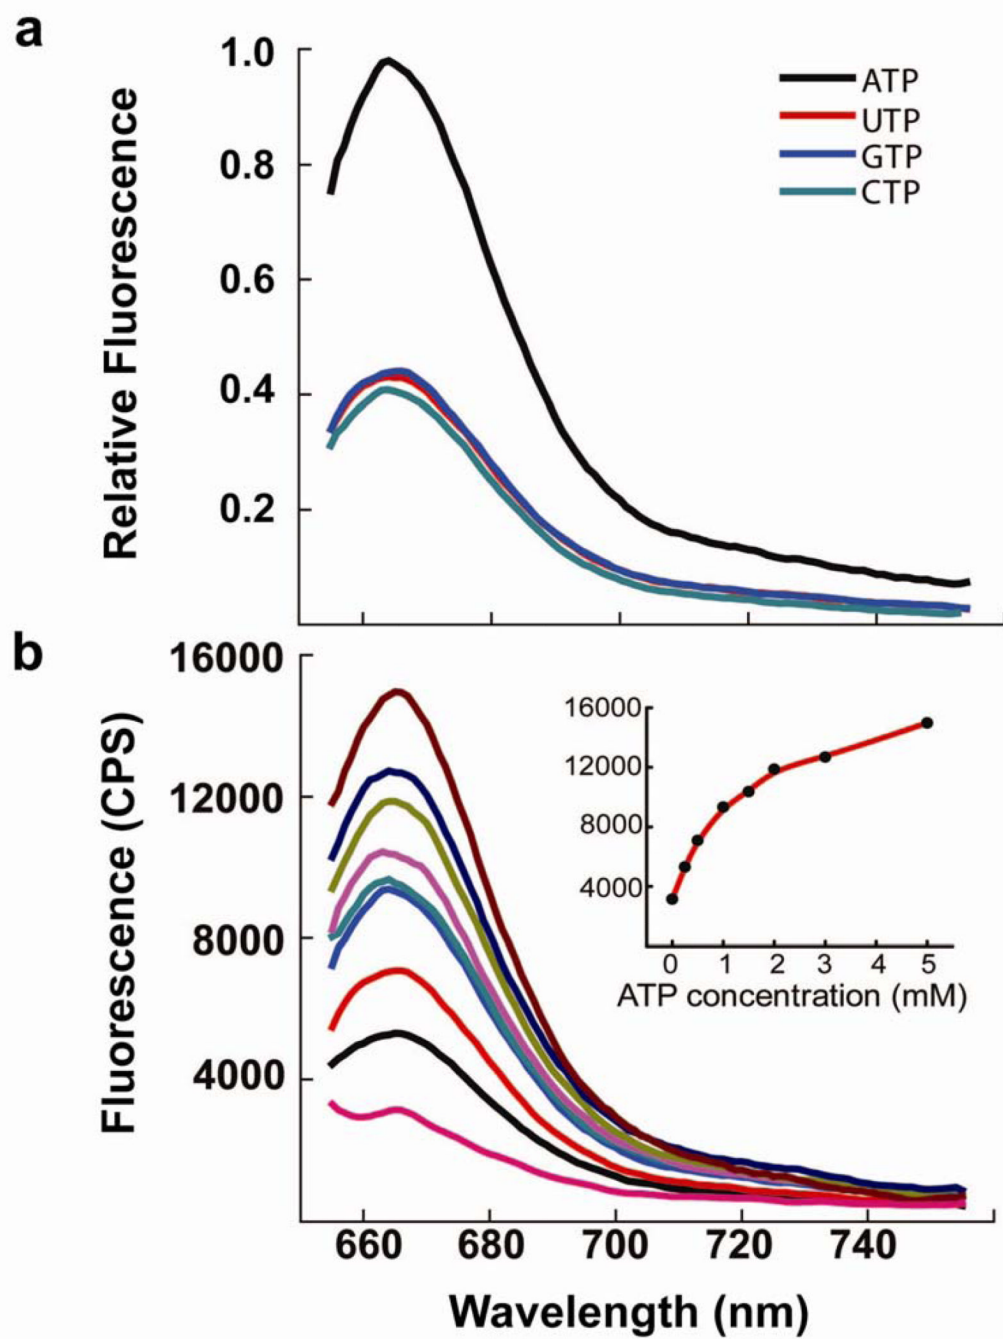 a
Relative Fluorescence
1.0
0.8
0.6
0.4
0.2
ATP
UTP
GTP
CTP
b
Fluorescence (CPS)
16000
12000
8000
4000
16000
12000
8000
4000
0 1 2 3 4 5
ATP concentration (mM)
660 680 700 720 740
Wavelength (nm)